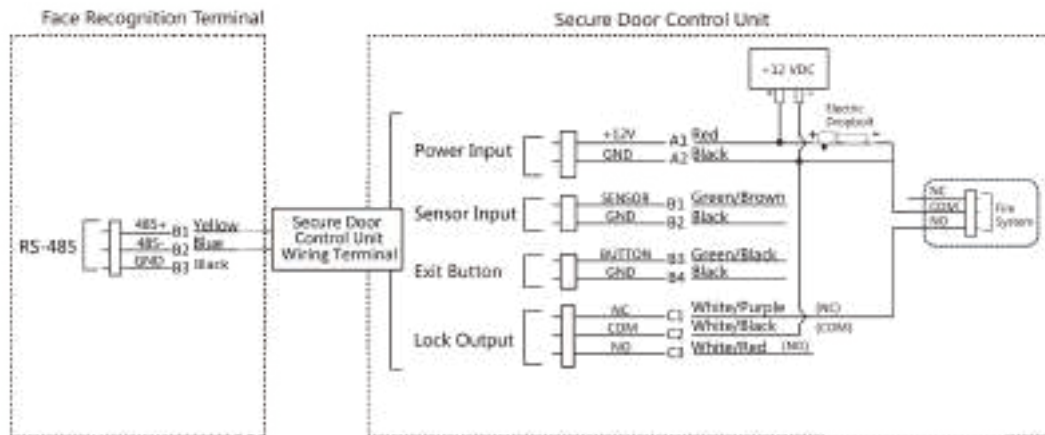 Face Recognition Terminal
Secure Door Control Unit
+12 VDC
+ -
Electric
Dropbolt
+ -
Power Input
+12V A1 Red
GND A2 Black
Sensor Input
SENSOR B1 Green/Brown
GND B2 Black
NC
COM
NO
Fire
System
RS-485
485+ B1 Yellow
485- B2 Blue
GND B3 Black
Secure Door
Control Unit
Wiring Terminal
Exit Button
BUTTON B3 Green/Black
GND B4 Black
Lock Output
NC C1 White/Purple (NC)
COM C2 White/Black (COM)
NO C3 White/Red (NO)